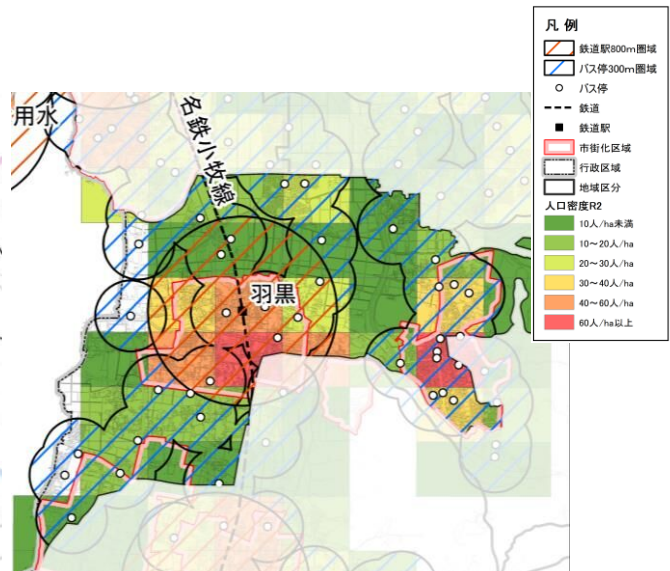 凡 例
鉄道駅800m圏域
バス停300m圏域
バス停
鉄道
鉄道駅
市街化区域
行政区域
地域区分
人口密度R2
10人/ha未満
10～20人/ha
20～30人/ha
30～40人/ha
40～60人/ha
60人/ha以上
用水
名鉄小牧線
羽黒